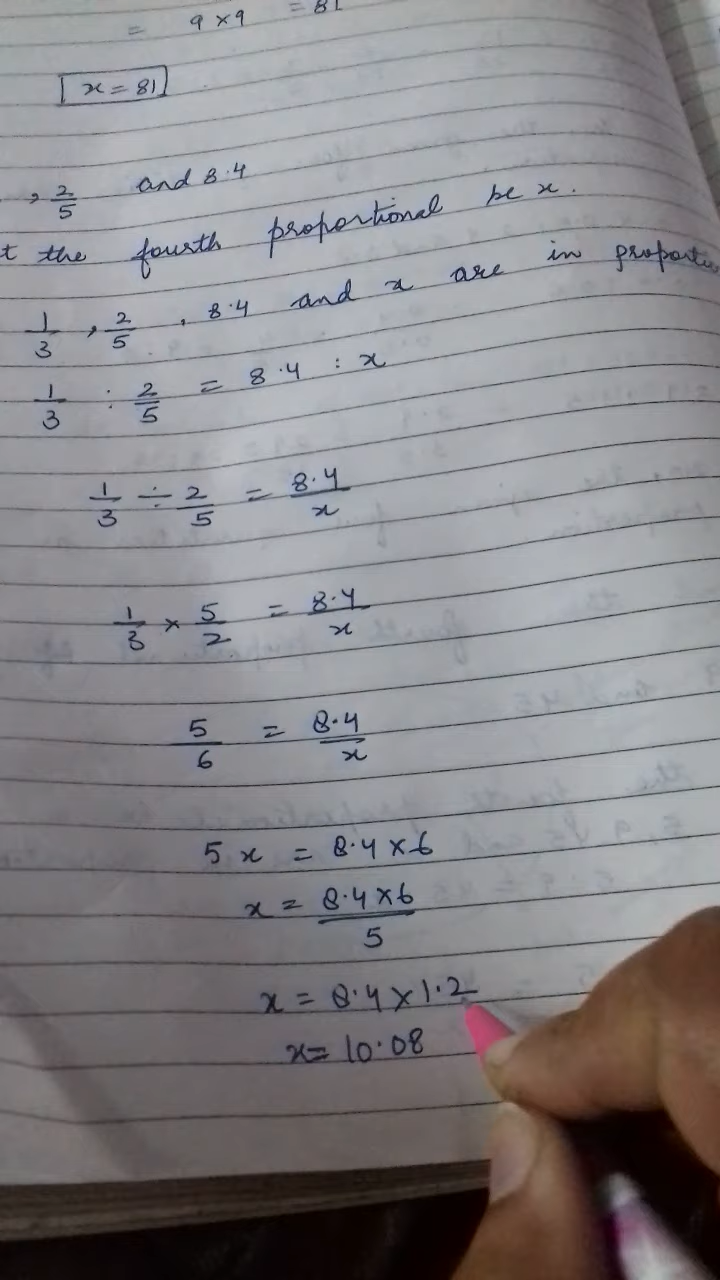 = 9 × 9 = 81
x = 81
, 2/5 and 8.4
the fourth proportional be x.
1/3 , 2/5 , 8.4 and x are in
1/3 : 2/5 = 8.4 : x
1/3 ÷ 2/5 = 8.4/x
1/3 × 5/2 = 8.4/x
5/6 = 8.4/x
5x = 8.4 × 6
x = 8.4 × 6/5
x = 8.4 × 1.2
x = 10.08